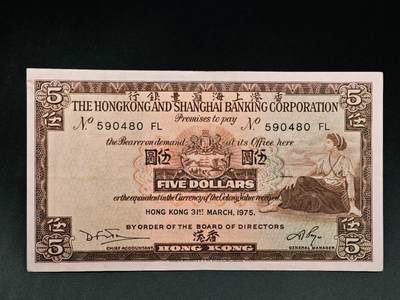 5 行銀豐滙海上港香 5
伍 THE HONGKONG AND SHANGHAI BANKING CORPORATION 伍
Promises to pay
No 590480 FL No 590480 FL
the Bearer on demand at its Office here
圓伍 圓伍
FIVE DOLLARS
or the equivalent in the Currency of the Colony Value received
HONG KONG 31ST MARCH, 1975.
BY ORDER OF THE BOARD OF DIRECTORS
伍 港香 伍
CHIEF ACCOUNTANT. GENERAL MANAGER.
5 HONG KONG 5